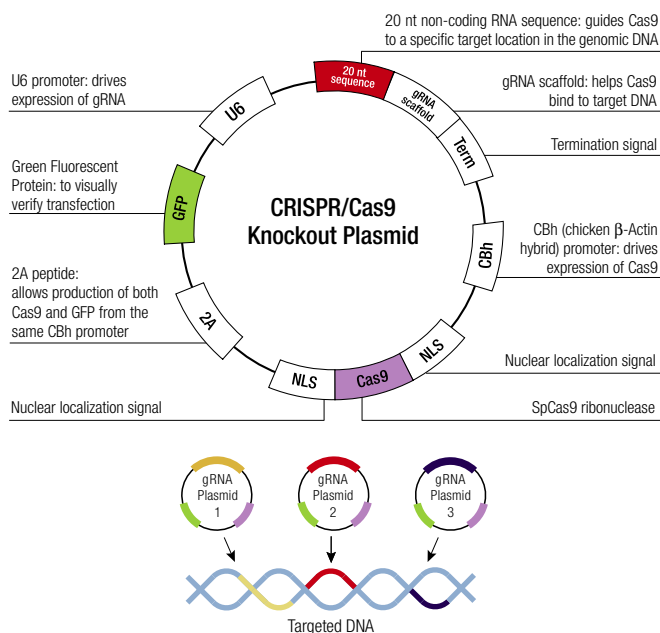 20 nt non-coding RNA sequence: guides Cas9
to a specific target location in the genomic DNA
U6 promoter: drives
expression of gRNA
20 nt
sequence
gRNA
scaffold
Term
U6
gRNA scaffold: helps Cas9
bind to target DNA
Termination signal
Green Fluorescent
Protein: to visually
verify transfection
GFP
CRISPR/Cas9
Knockout Plasmid
CBh
CBh (chicken β-Actin
hybrid) promoter: drives
expression of Cas9
2A peptide:
allows production of both
Cas9 and GFP from the
same CBh promoter
2A
NLS
Cas9
NLS
Nuclear localization signal
Nuclear localization signal
SpCas9 ribonuclease
gRNA
Plasmid
1
gRNA
Plasmid
2
gRNA
Plasmid
3
Targeted DNA